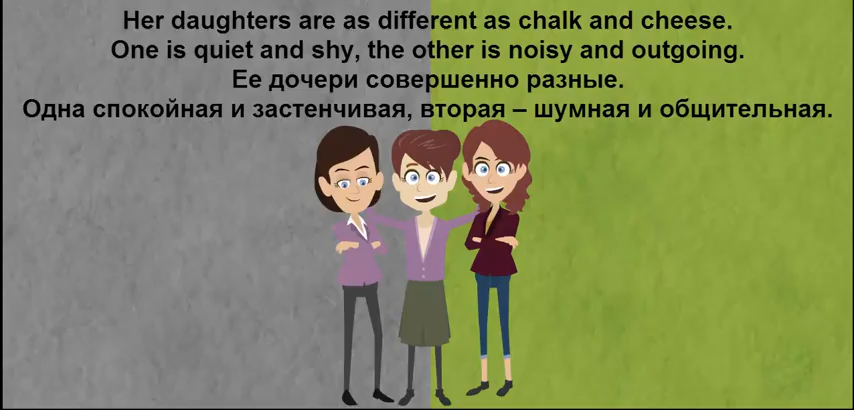 Her daughters are as different as chalk and cheese.
One is quiet and shy, the other is noisy and outgoing.
Ее дочери совершенно разные.
Одна спокойная и застенчивая, вторая – шумная и общительная.